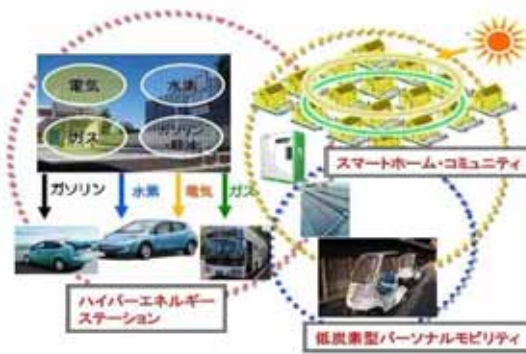 電気
水素
ガス
ガソリン
ガソリン
水素
電気
ガス
スマートホーム・コミュニティ
ハイパーエネルギー
ステーション
低炭素型パーソナルモビリティ